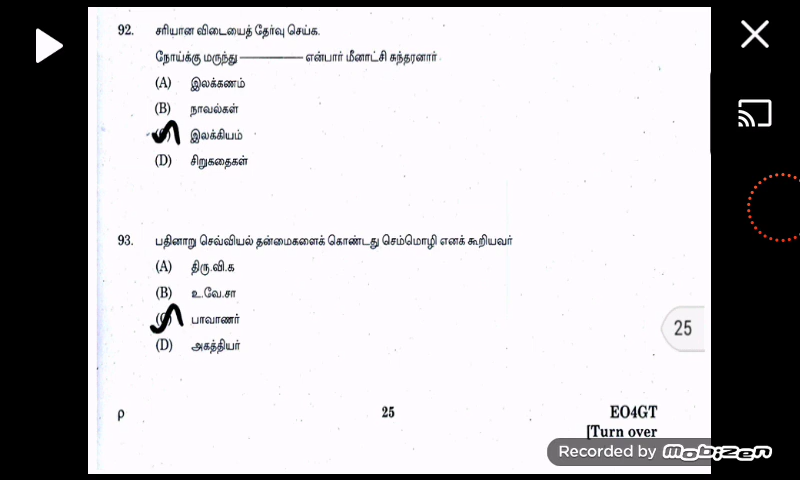 92. சரியான விடையைத் தேர்வு செய்க.
நோய்க்கு மருந்து ———— என்பார் மீனாட்சி சுந்தரனார்
(A) இலக்கணம்
(B) நாவல்கள்
(C) இலக்கியம்
(D) சிறுகதைகள்
93. பதினாறு செவ்வியல் தன்மைகளைக் கொண்டது செம்மொழி எனக் கூறியவர்
(A) திரு.வி.க
(B) உ.வே.சா
(C) பாவாணர்
(D) அகத்தியர்
25
ρ 25 EO4GT
[Turn over
Recorded by mobizen